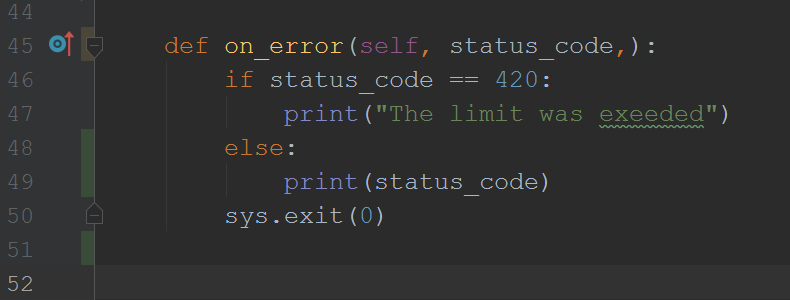 44
45 def on_error(self, status_code,):
46 if status_code == 420:
47 print("The limit was exeeded")
48 else:
49 print(status_code)
50 sys.exit(0)
51
52